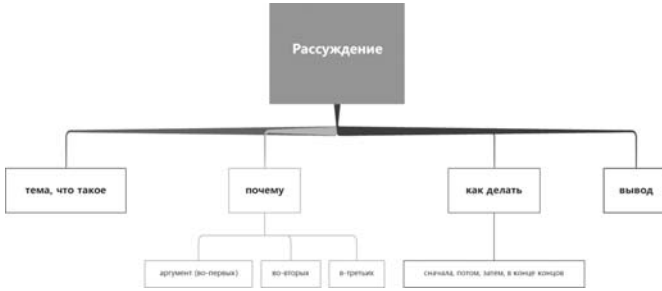 Рассуждение
тема, что такое
почему
как делать
вывод
аргумент (во-первых)
во-вторых
в-третьих
сначала, потом, затем, в конце концов